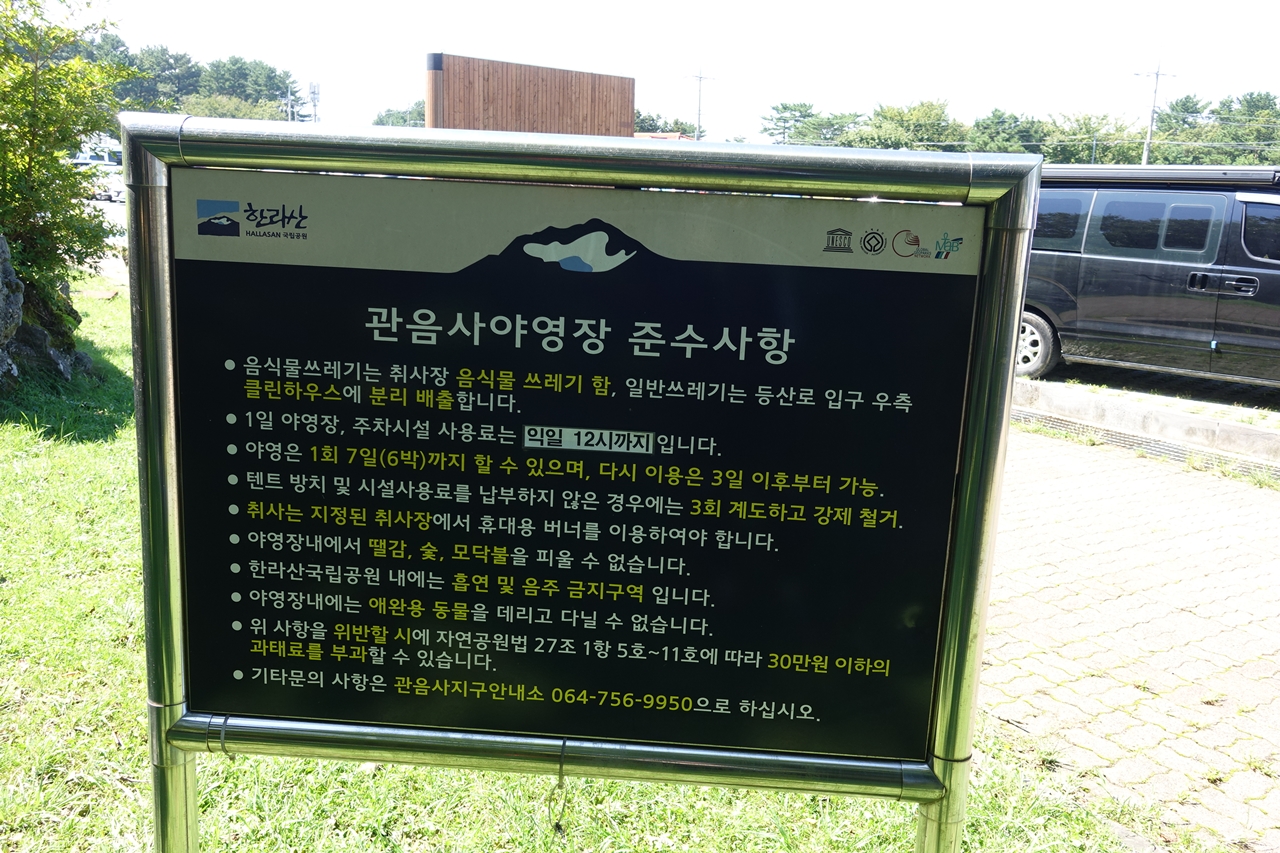 한라산
HALLASAN 국립공원
UNESCO
MaB
관음사야영장 준수사항
● 음식물쓰레기는 취사장 음식물 쓰레기 함, 일반쓰레기는 등산로 입구 우측
클린하우스에 분리 배출합니다.
● 1일 야영장, 주차시설 사용료는 익일 12시까지 입니다.
● 야영은 1회 7일(6박)까지 할 수 있으며, 다시 이용은 3일 이후부터 가능.
● 텐트 방치 및 시설사용료를 납부하지 않은 경우에는 3회 계도하고 강제 철거.
● 취사는 지정된 취사장에서 휴대용 버너를 이용하여야 합니다.
● 야영장내에서 땔감, 숯, 모닥불을 피울 수 없습니다.
● 한라산국립공원 내에는 흡연 및 음주 금지구역 입니다.
● 야영장내에는 애완용 동물을 데리고 다닐 수 없습니다.
● 위 사항을 위반할 시에 자연공원법 27조 1항 5호~11호에 따라 30만원 이하의
과태료를 부과할 수 있습니다.
● 기타문의 사항은 관음사지구안내소 064-756-9950으로 하십시오.